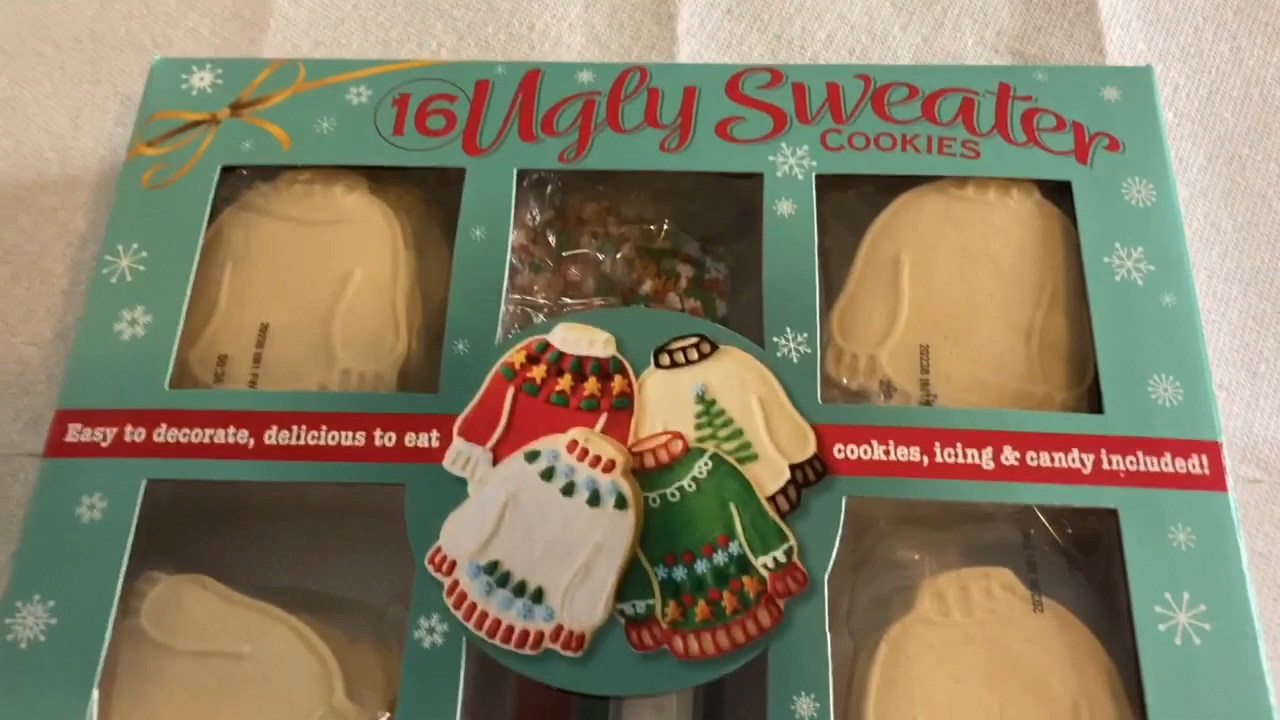 16 Ugly Sweater
COOKIES
Easy to decorate, delicious to eat
cookies, icing & candy included!